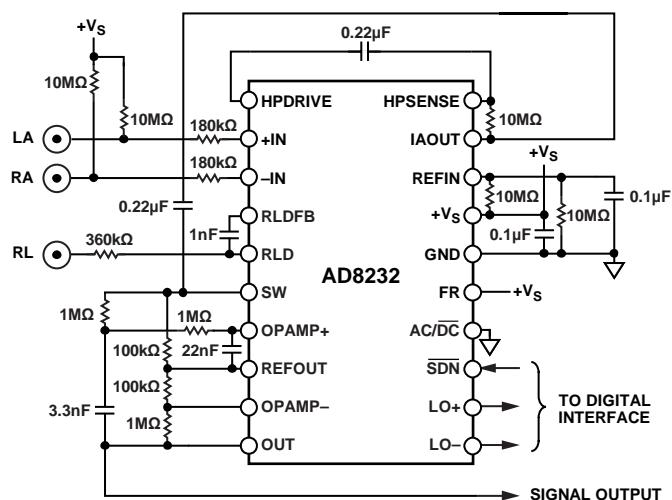 0.22µF
+VS
10MΩ
10MΩ
HPDRIVE
HPSENSE
10MΩ
LA
180kΩ
+IN
IAOUT
+VS
RA
180kΩ
–IN
REFIN
10MΩ
0.1µF
0.22µF
RLDFB
+VS
10MΩ
1nF
0.1µF
RL
360kΩ
RLD
GND
AD8232
SW
FR
+VS
1MΩ
1MΩ
OPAMP+
AC/DC
100kΩ
22nF
REFOUT
SDN
100kΩ
TO DIGITAL
INTERFACE
3.3nF
OPAMP–
LO+
1MΩ
OUT
LO–
SIGNAL OUTPUT